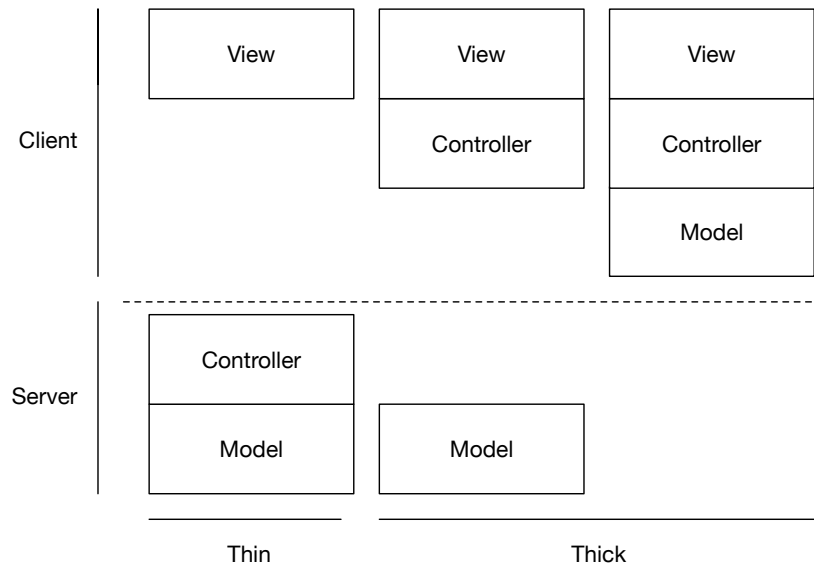 View
View
View
Client
Controller
Controller
Model
Controller
Server
Model
Model
Thin
Thick